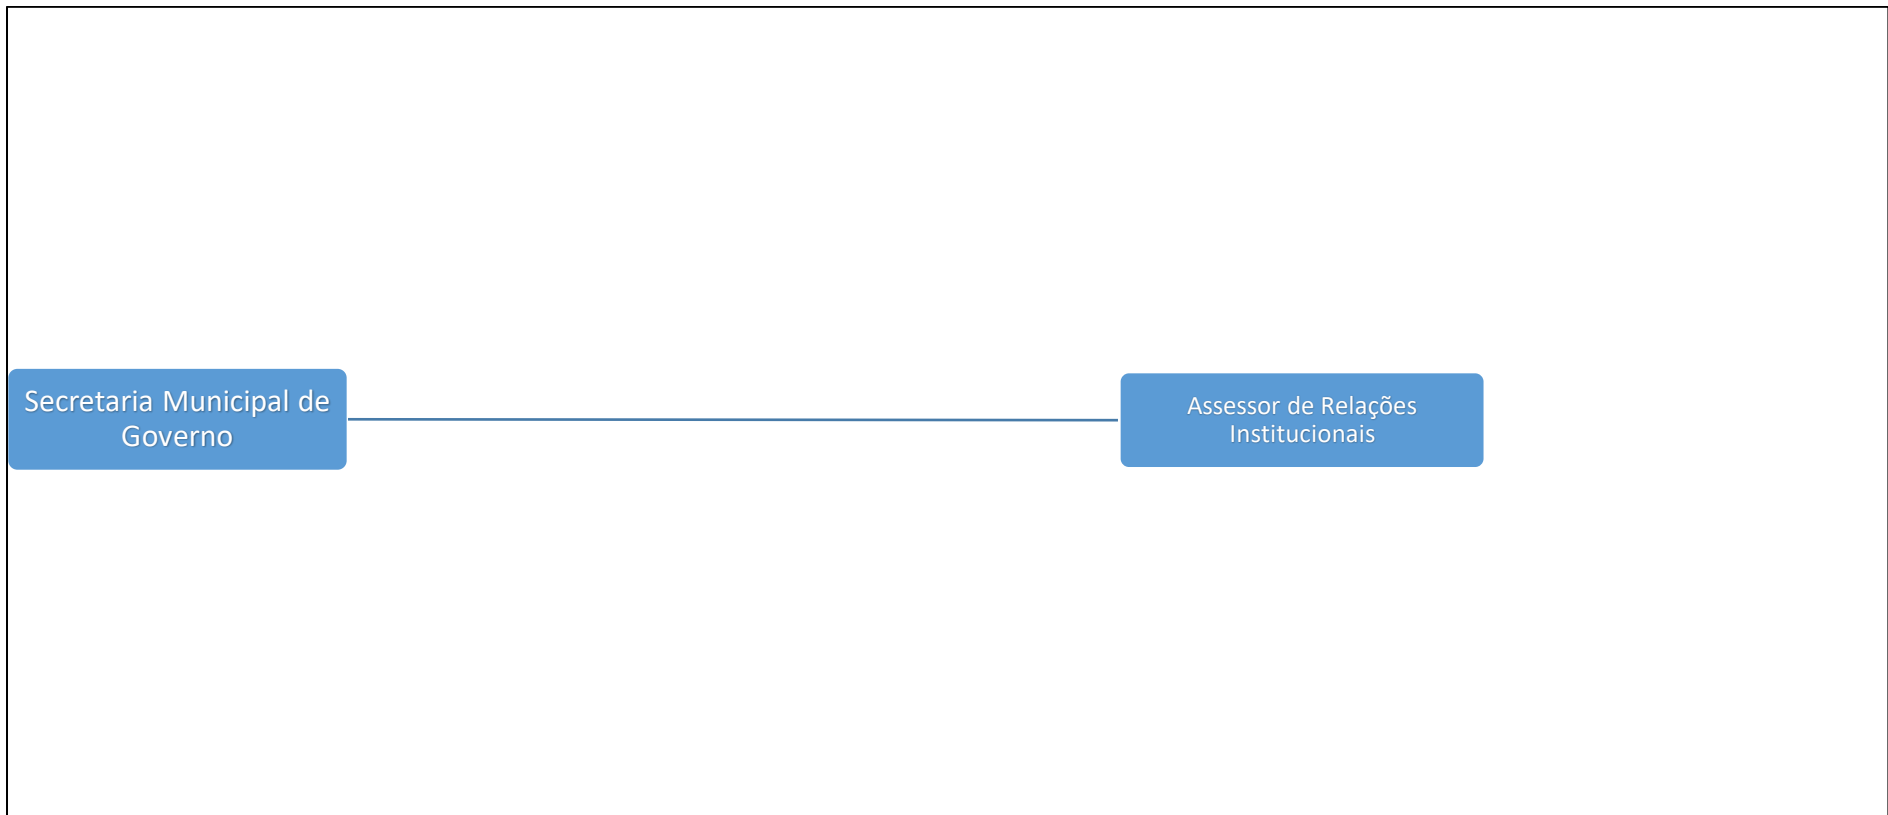 Secretaria Municipal de
Governo
Assessor de Relações
Institucionais